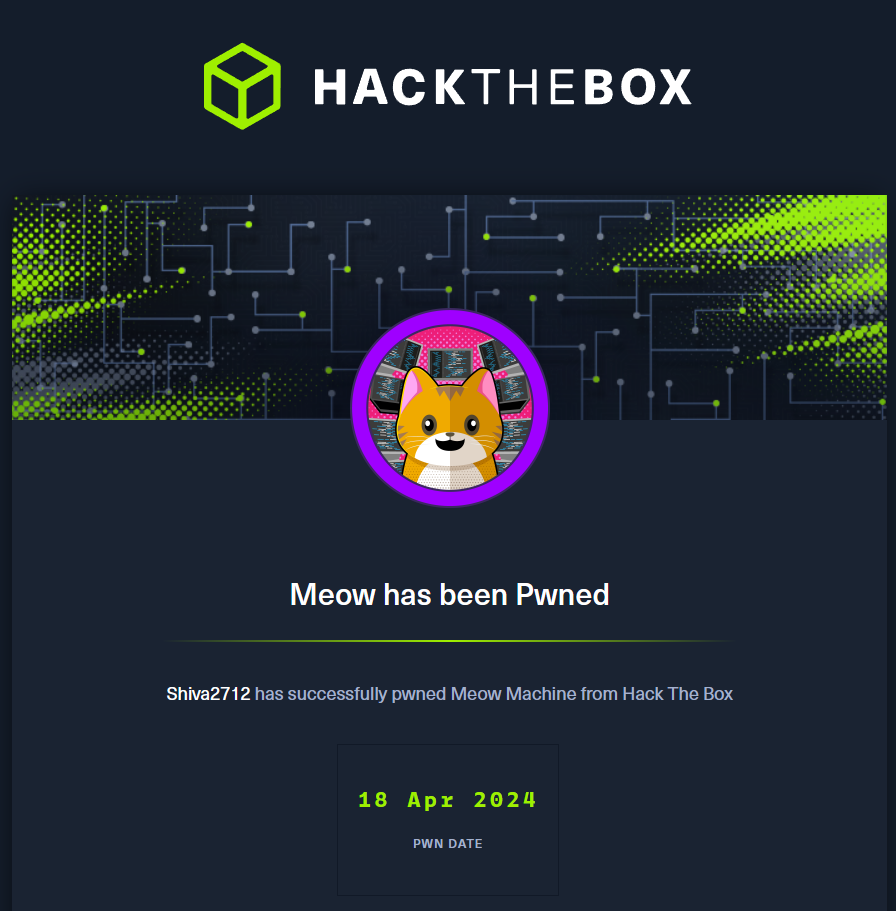 HACKTHEBOX
Meow has been Pwned
Shiva2712 has successfully pwned Meow Machine from Hack The Box
18 Apr 2024
PWN DATE